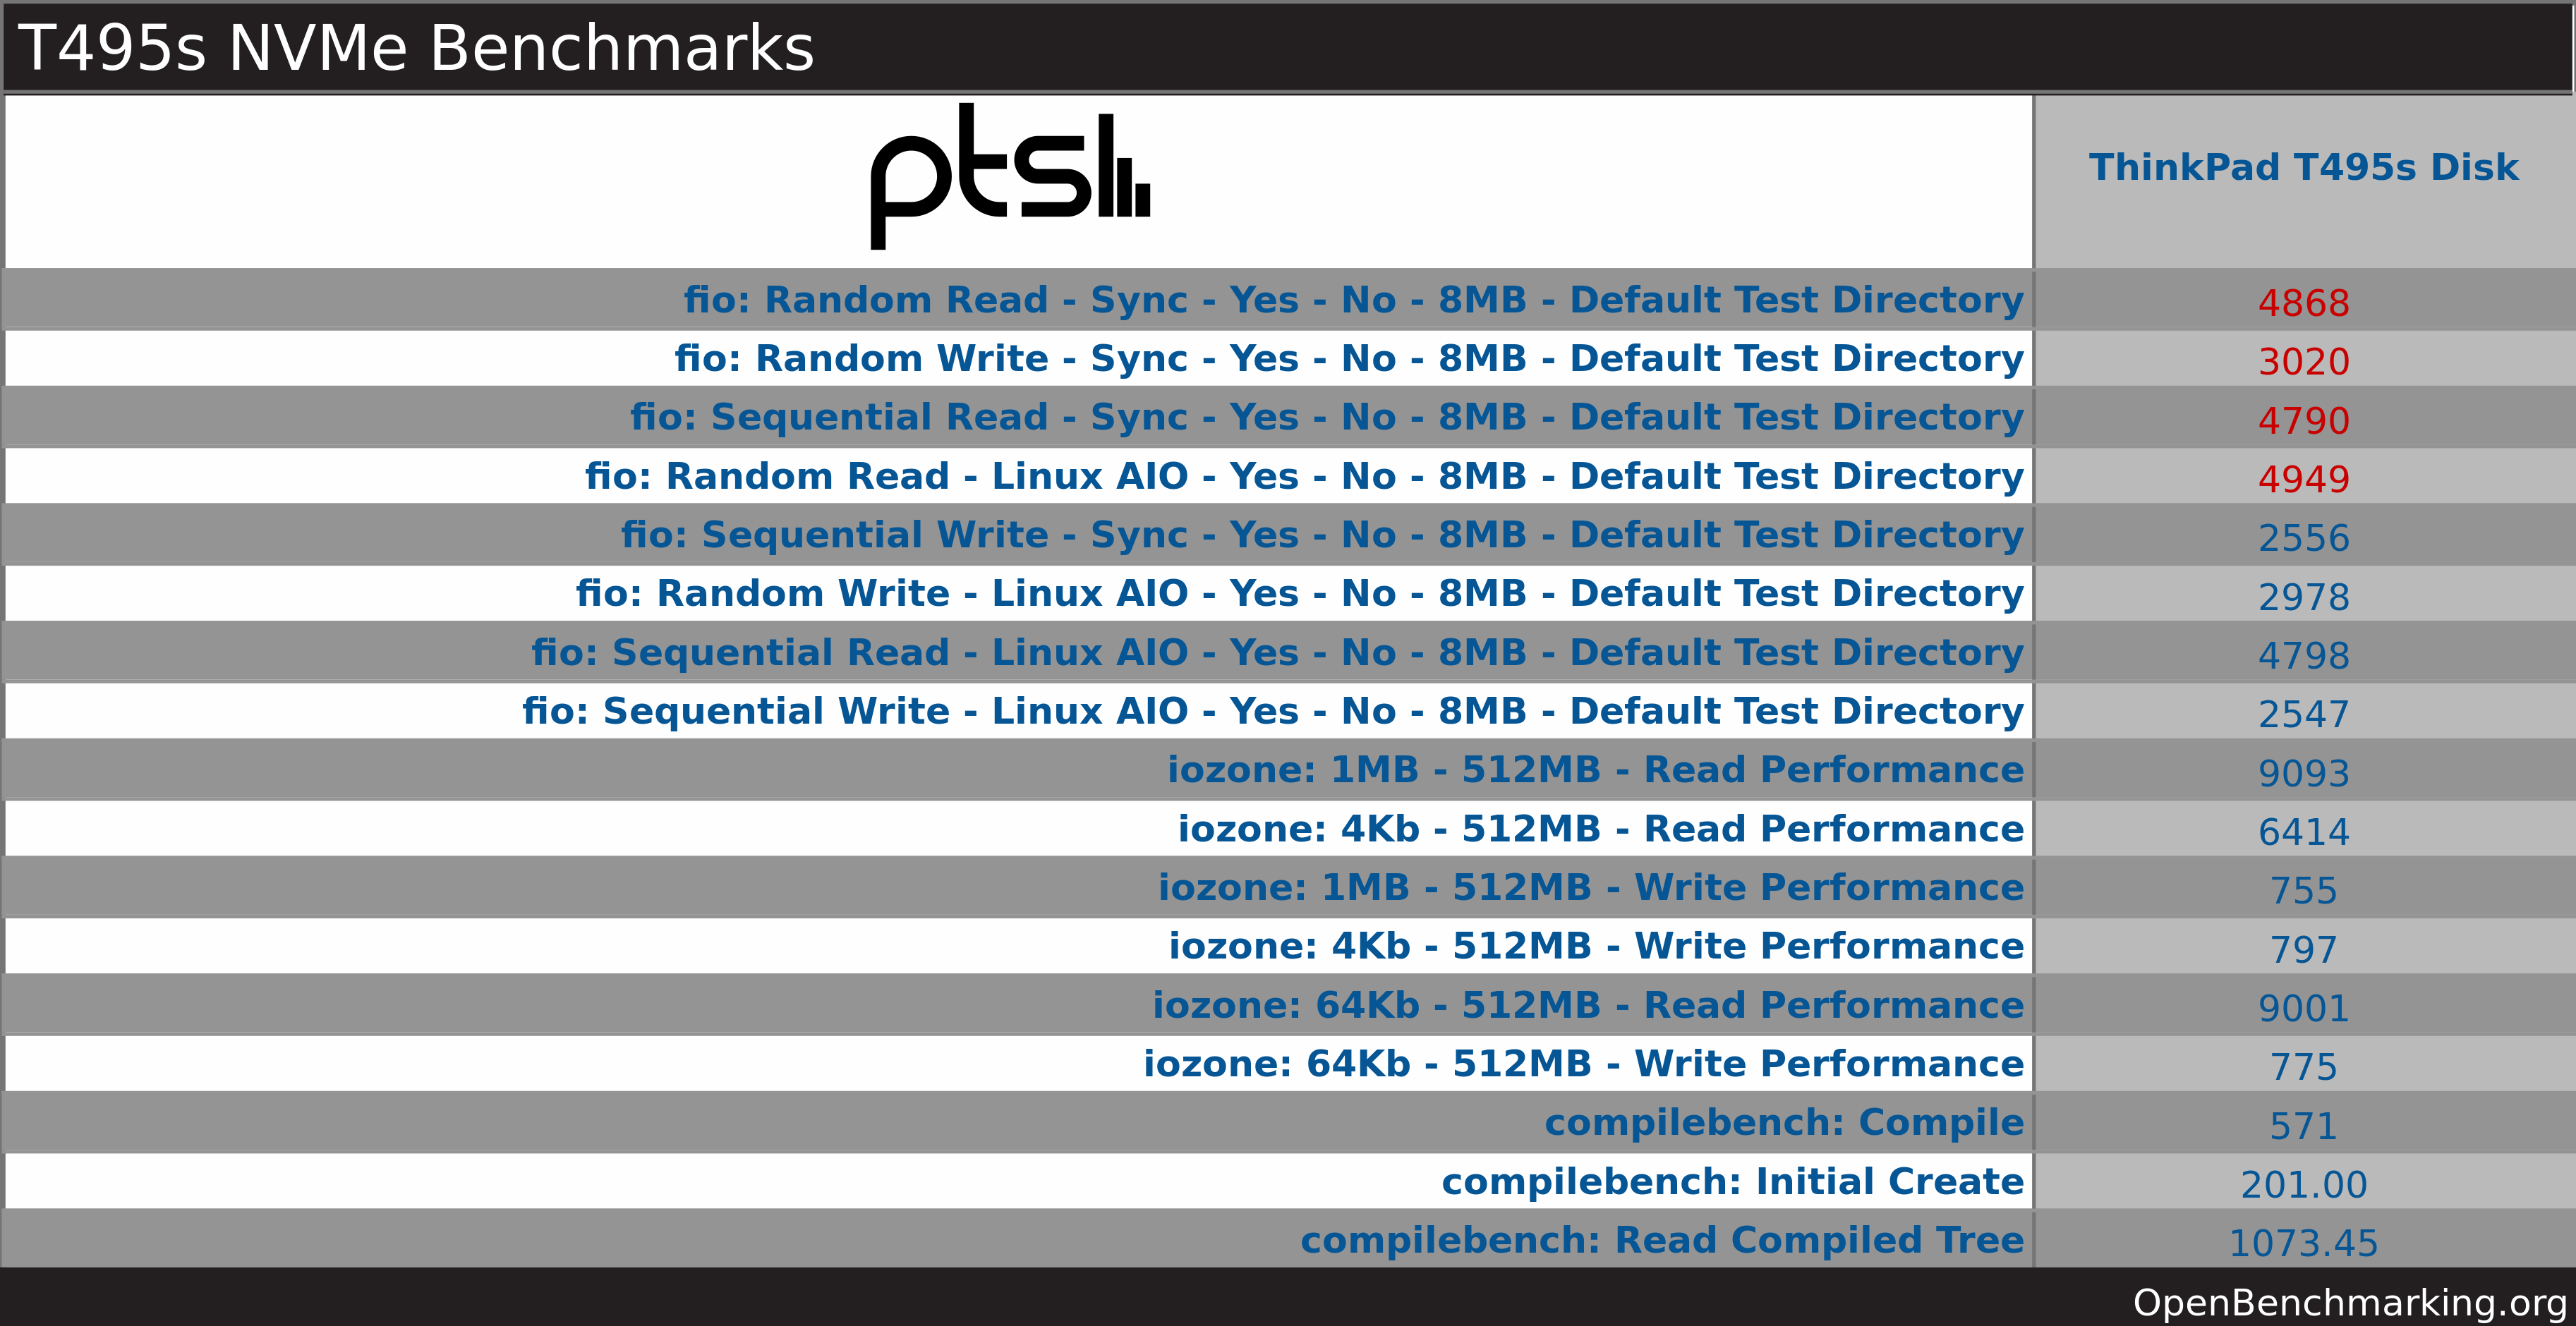 T495s NVMe Benchmarks
pts
ThinkPad T495s Disk
fio: Random Read - Sync - Yes - No - 8MB - Default Test Directory 4868
fio: Random Write - Sync - Yes - No - 8MB - Default Test Directory 3020
fio: Sequential Read - Sync - Yes - No - 8MB - Default Test Directory 4790
fio: Random Read - Linux AIO - Yes - No - 8MB - Default Test Directory 4949
fio: Sequential Write - Sync - Yes - No - 8MB - Default Test Directory 2556
fio: Random Write - Linux AIO - Yes - No - 8MB - Default Test Directory 2978
fio: Sequential Read - Linux AIO - Yes - No - 8MB - Default Test Directory 4798
fio: Sequential Write - Linux AIO - Yes - No - 8MB - Default Test Directory 2547
iozone: 1MB - 512MB - Read Performance 9093
iozone: 4Kb - 512MB - Read Performance 6414
iozone: 1MB - 512MB - Write Performance 755
iozone: 4Kb - 512MB - Write Performance 797
iozone: 64Kb - 512MB - Read Performance 9001
iozone: 64Kb - 512MB - Write Performance 775
compilebench: Compile 571
compilebench: Initial Create 201.00
compilebench: Read Compiled Tree 1073.45
OpenBenchmarking.org